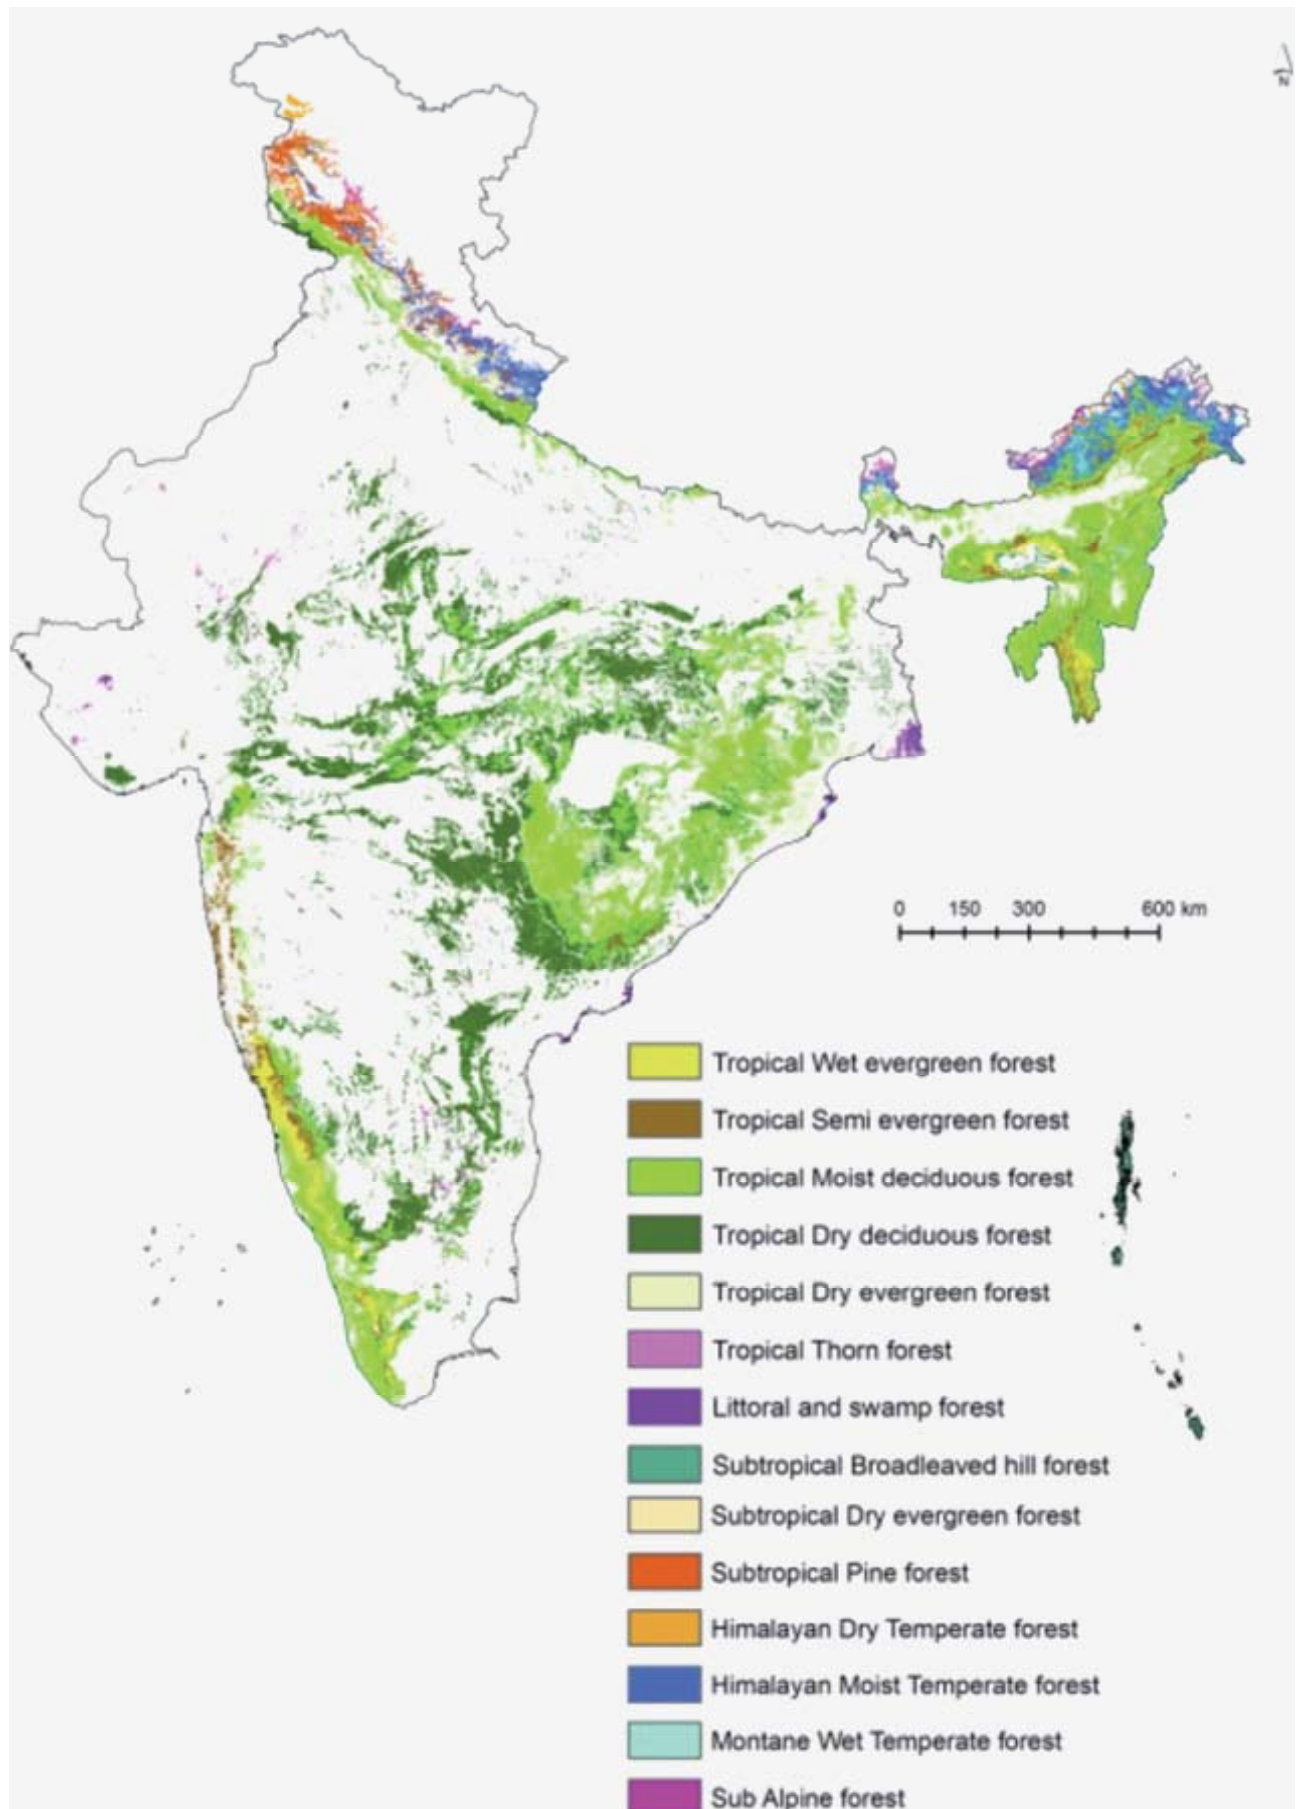 N
0 150 300 600 km
Tropical Wet evergreen forest
Tropical Semi evergreen forest
Tropical Moist deciduous forest
Tropical Dry deciduous forest
Tropical Dry evergreen forest
Tropical Thorn forest
Littoral and swamp forest
Subtropical Broadleaved hill forest
Subtropical Dry evergreen forest
Subtropical Pine forest
Himalayan Dry Temperate forest
Himalayan Moist Temperate forest
Montane Wet Temperate forest
Sub Alpine forest